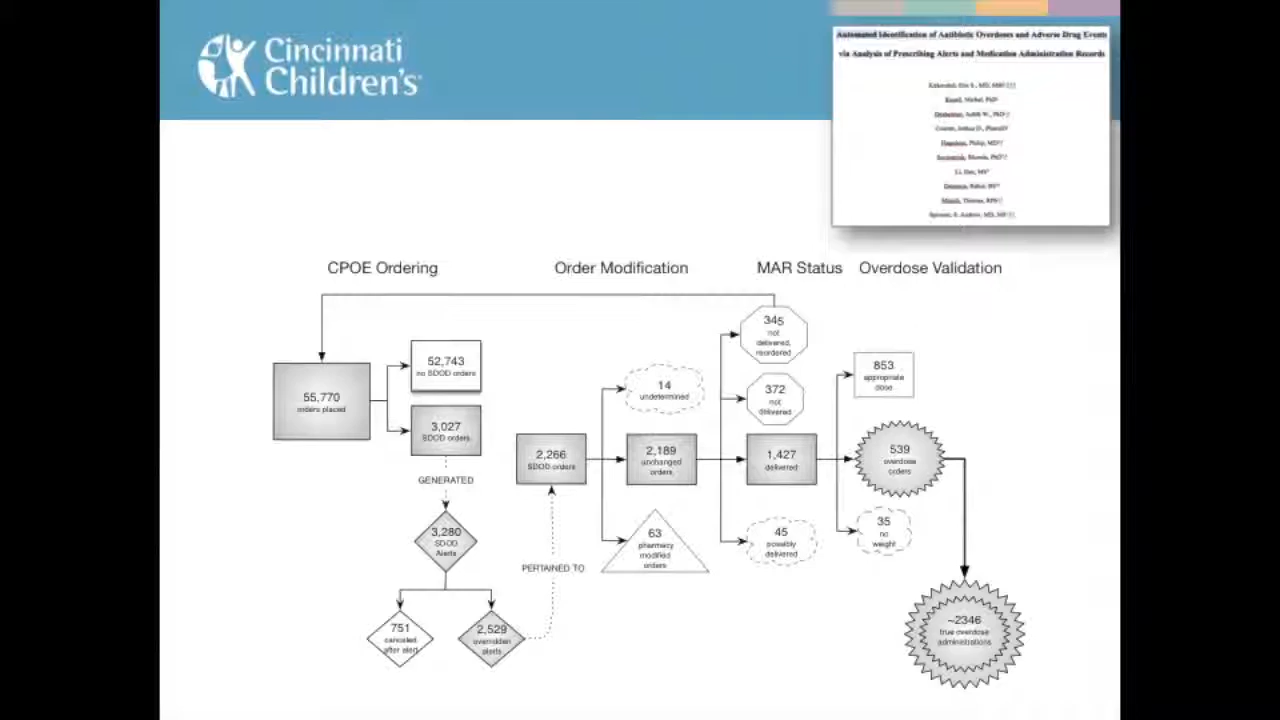 Cincinnati
Children's
Automated Identification of Antibiotic Overdoses and Adverse Drug Events
via Analysis of Prescribing Alerts and Medication Administration Records
Li,
CPOE Ordering
Order Modification
MAR Status
Overdose Validation
55,770
orders placed
52,743
no SDOD orders
3,027
SDOD orders
GENERATED
3,280
SDOD
Alerts
751
canceled
after alert
2,529
overridden
alerts
PERTAINED TO
2,266
SDOD orders
14
undetermined
2,189
unchanged
orders
63
pharmacy
modified
orders
345
not
delivered,
reordered
372
not
delivered
1,427
delivered
45
possibly
delivered
853
appropriate
dose
539
overdose
orders
35
no
weight
~2346
true overdose
administrations